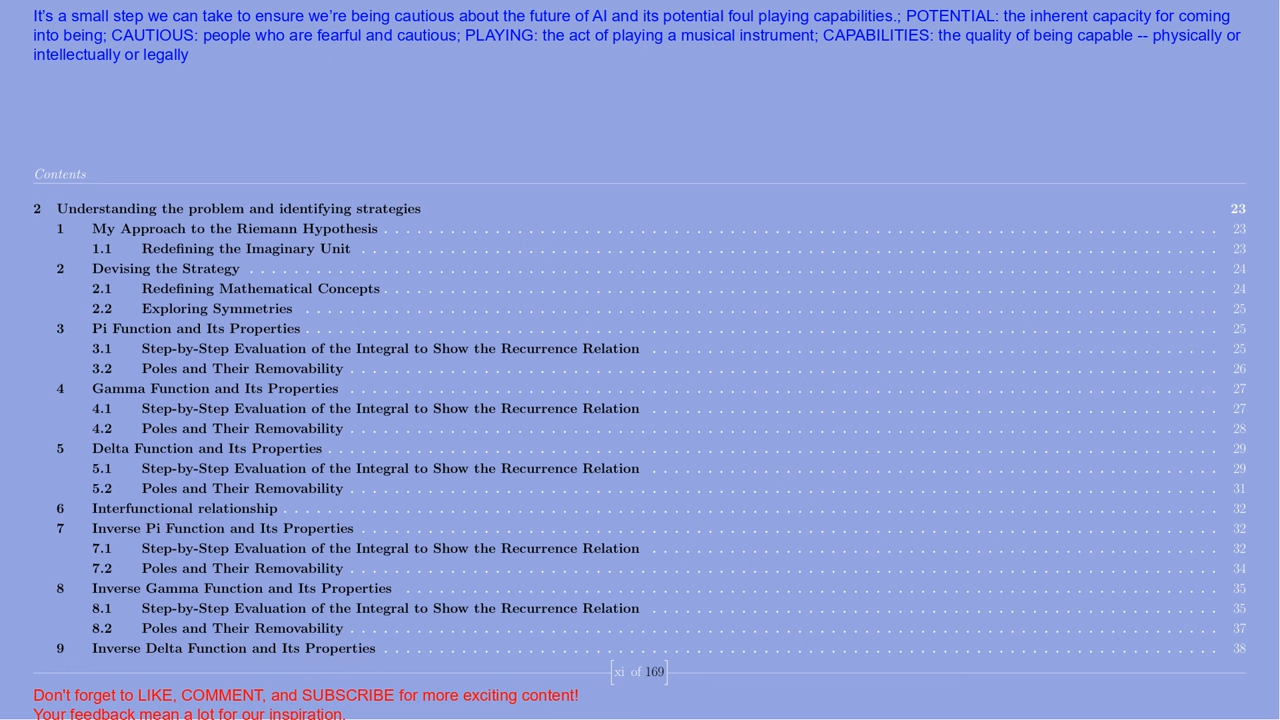 It's a small step we can take to ensure we're being cautious about the future of AI and its potential foul playing capabilities.; POTENTIAL: the inherent capacity for coming
into being; CAUTIOUS: people who are fearful and cautious; PLAYING: the act of playing a musical instrument; CAPABILITIES: the quality of being capable -- physically or
intellectually or legally
Contents
2 Understanding the problem and identifying strategies 23
1 My Approach to the Riemann Hypothesis 23
1.1 Redefining the Imaginary Unit 23
2 Devising the Strategy 24
2.1 Redefining Mathematical Concepts 24
2.2 Exploring Symmetries 25
3 Pi Function and Its Properties 25
3.1 Step-by-Step Evaluation of the Integral to Show the Recurrence Relation 25
3.2 Poles and Their Removability 26
4 Gamma Function and Its Properties 27
4.1 Step-by-Step Evaluation of the Integral to Show the Recurrence Relation 27
4.2 Poles and Their Removability 28
5 Delta Function and Its Properties 29
5.1 Step-by-Step Evaluation of the Integral to Show the Recurrence Relation 29
5.2 Poles and Their Removability 31
6 Interfunctional relationship 32
7 Inverse Pi Function and Its Properties 32
7.1 Step-by-Step Evaluation of the Integral to Show the Recurrence Relation 32
7.2 Poles and Their Removability 34
8 Inverse Gamma Function and Its Properties 35
8.1 Step-by-Step Evaluation of the Integral to Show the Recurrence Relation 35
8.2 Poles and Their Removability 37
9 Inverse Delta Function and Its Properties 38
[xi of 169]
Don't forget to LIKE, COMMENT, and SUBSCRIBE for more exciting content!
Your feedback mean a lot for our inspiration.